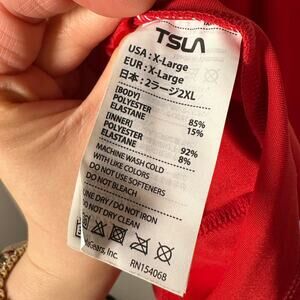 TSLA
USA : X-Large
EUR : X-Large
日本 : 2ラージ2XL
[BODY]
POLYESTER 85%
ELASTANE 15%
[INNER]
POLYESTER 92%
ELASTANE 8%
MACHINE WASH COLD
WITH LIKE COLORS
DO NOT USE SOFTENERS
DO NOT BLEACH
LINE DRY / DO NOT IRON
DO NOT DRY CLEAN
Gears, Inc.
RN154068